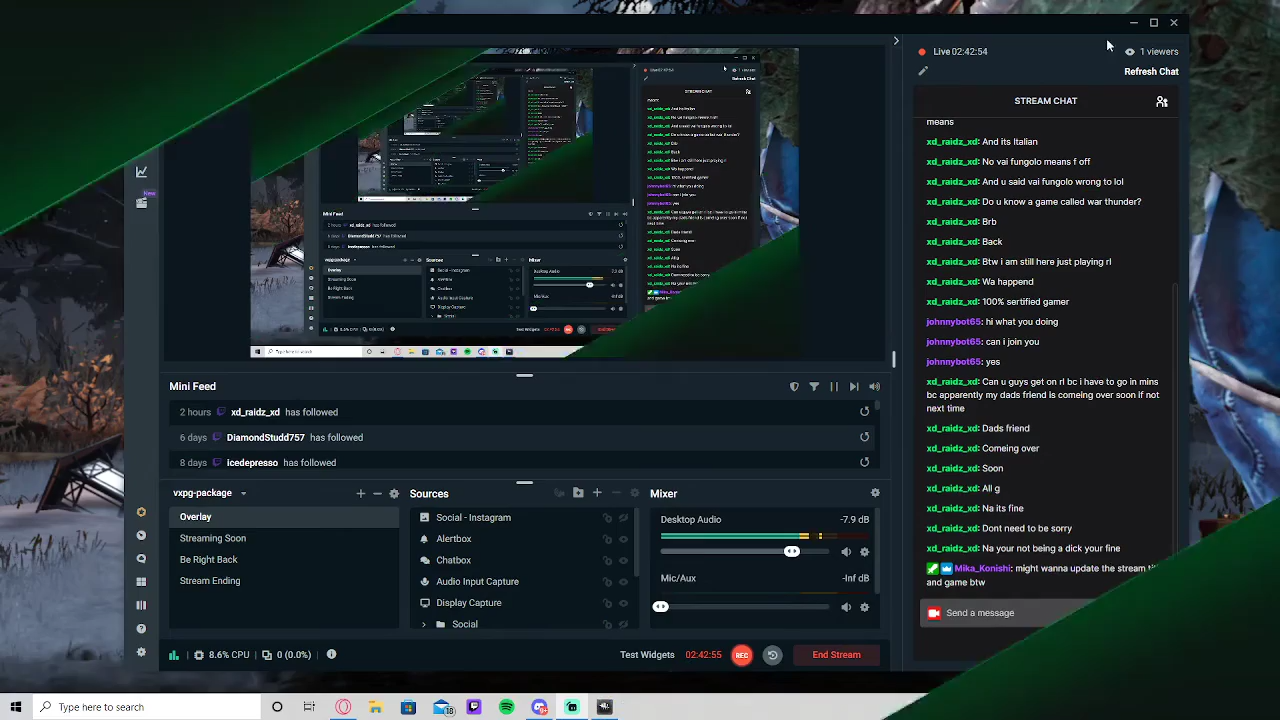 Live 02:42:54
1 viewers
Refresh Chat
STREAM CHAT
means
xd_raidz_xd: And its Italian
xd_raidz_xd: No vai fungolo means f off
xd_raidz_xd: And u said vai fungolo wrong to lol
xd_raidz_xd: Do u know a game called war thunder?
xd_raidz_xd: Brb
xd_raidz_xd: Back
xd_raidz_xd: Btw i am still here just playing rl
xd_raidz_xd: Wa happend
xd_raidz_xd: 100% sertified gamer
johnnybot65: hi what you doing
johnnybot65: can i join you
johnnybot65: yes
xd_raidz_xd: Can u guys get on rl bc i have to go in mins
bc apparently my dads friend is comeing over soon if not
next time
xd_raidz_xd: Dads friend
xd_raidz_xd: Comeing over
xd_raidz_xd: Soon
xd_raidz_xd: All g
xd_raidz_xd: Na its fine
xd_raidz_xd: Dont need to be sorry
xd_raidz_xd: Na your not being a dick your fine
Mika_Konishi: might wanna update the stream
and game btw
Send a message
New
Mini Feed
2 hours xd_raidz_xd has followed
6 days DiamondStudd757 has followed
8 days icedepresso has followed
vxpg-package
Overlay
Streaming Soon
Be Right Back
Stream Ending
Sources
Social - Instagram
Alertbox
Chatbox
Audio Input Capture
Display Capture
Social
Mixer
Desktop Audio -7.9 dB
Mic/Aux -Inf dB
8.6% CPU 0 (0.0%)
Test Widgets 02:42:55 REC End Stream
Type here to search